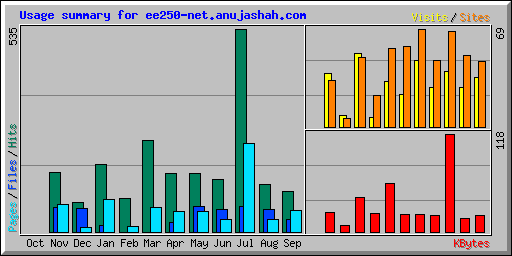 Usage summary for ee250-net.anujashah.com
Visits/Sites
535
69
118
Pages/Files/Hits
Oct Nov Dec Jan Feb Mar Apr May Jun Jul Aug Sep
KBytes